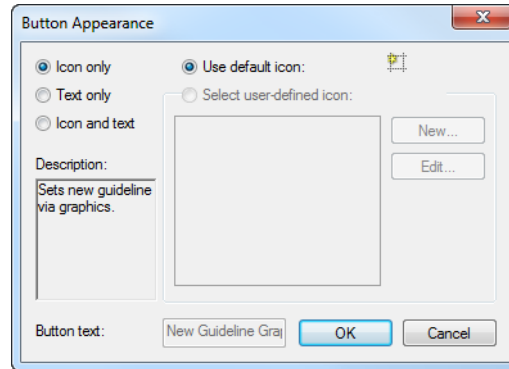 Button Appearance
Icon only
Use default icon:
Text only
Select user-defined icon:
Icon and text
New...
Description:
Edit...
Sets new guideline
via graphics.
Button text:
New Guideline Gra
OK
Cancel